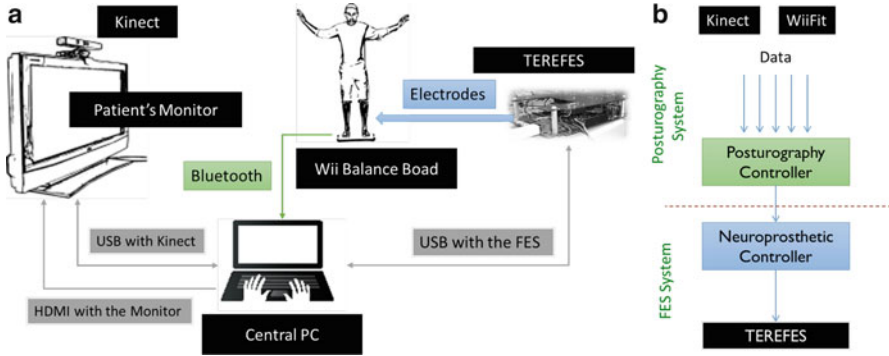 a
Kinect
Patient's Monitor
TEREFES
Electrodes
Bluetooth
Wii Balance Boad
USB with Kinect
USB with the FES
HDMI with the Monitor
Central PC
b
Kinect
WiiFit
Data
Posturography
System
Posturography
Controller
FES System
Neuroprosthetic
Controller
TEREFES